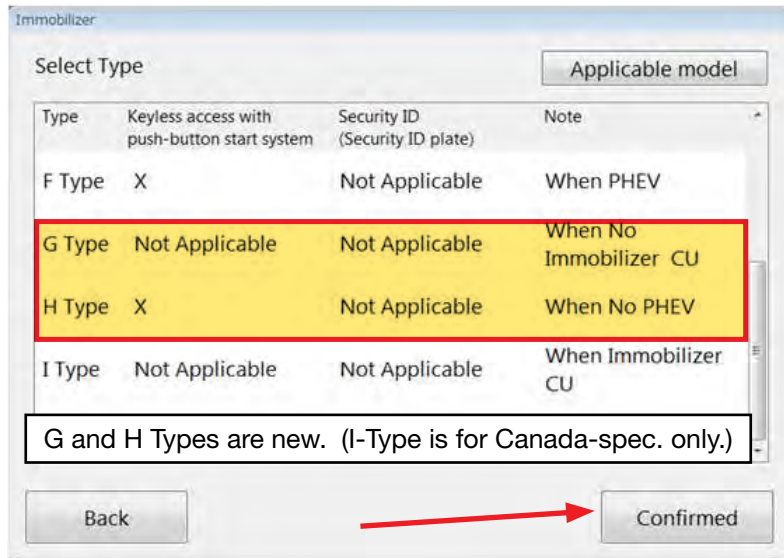 Immobilizer
Select Type
Applicable model
Type Keyless access with push-button start system Security ID (Security ID plate) Note
F Type X Not Applicable When PHEV
G Type Not Applicable Not Applicable When No Immobilizer CU
H Type X Not Applicable When No PHEV
I Type Not Applicable Not Applicable When Immobilizer CU
G and H Types are new. (I-Type is for Canada-spec. only.)
Back
Confirmed